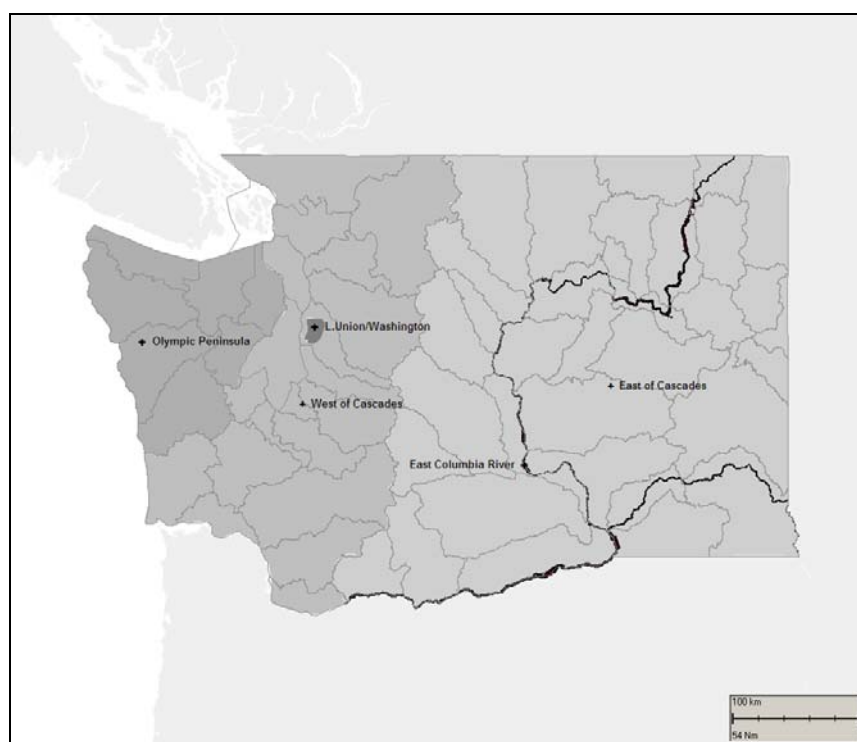 L.Union/Washington
Olympic Peninsula
East of Cascades
West of Cascades
East Columbia River
100 km
54 Nm